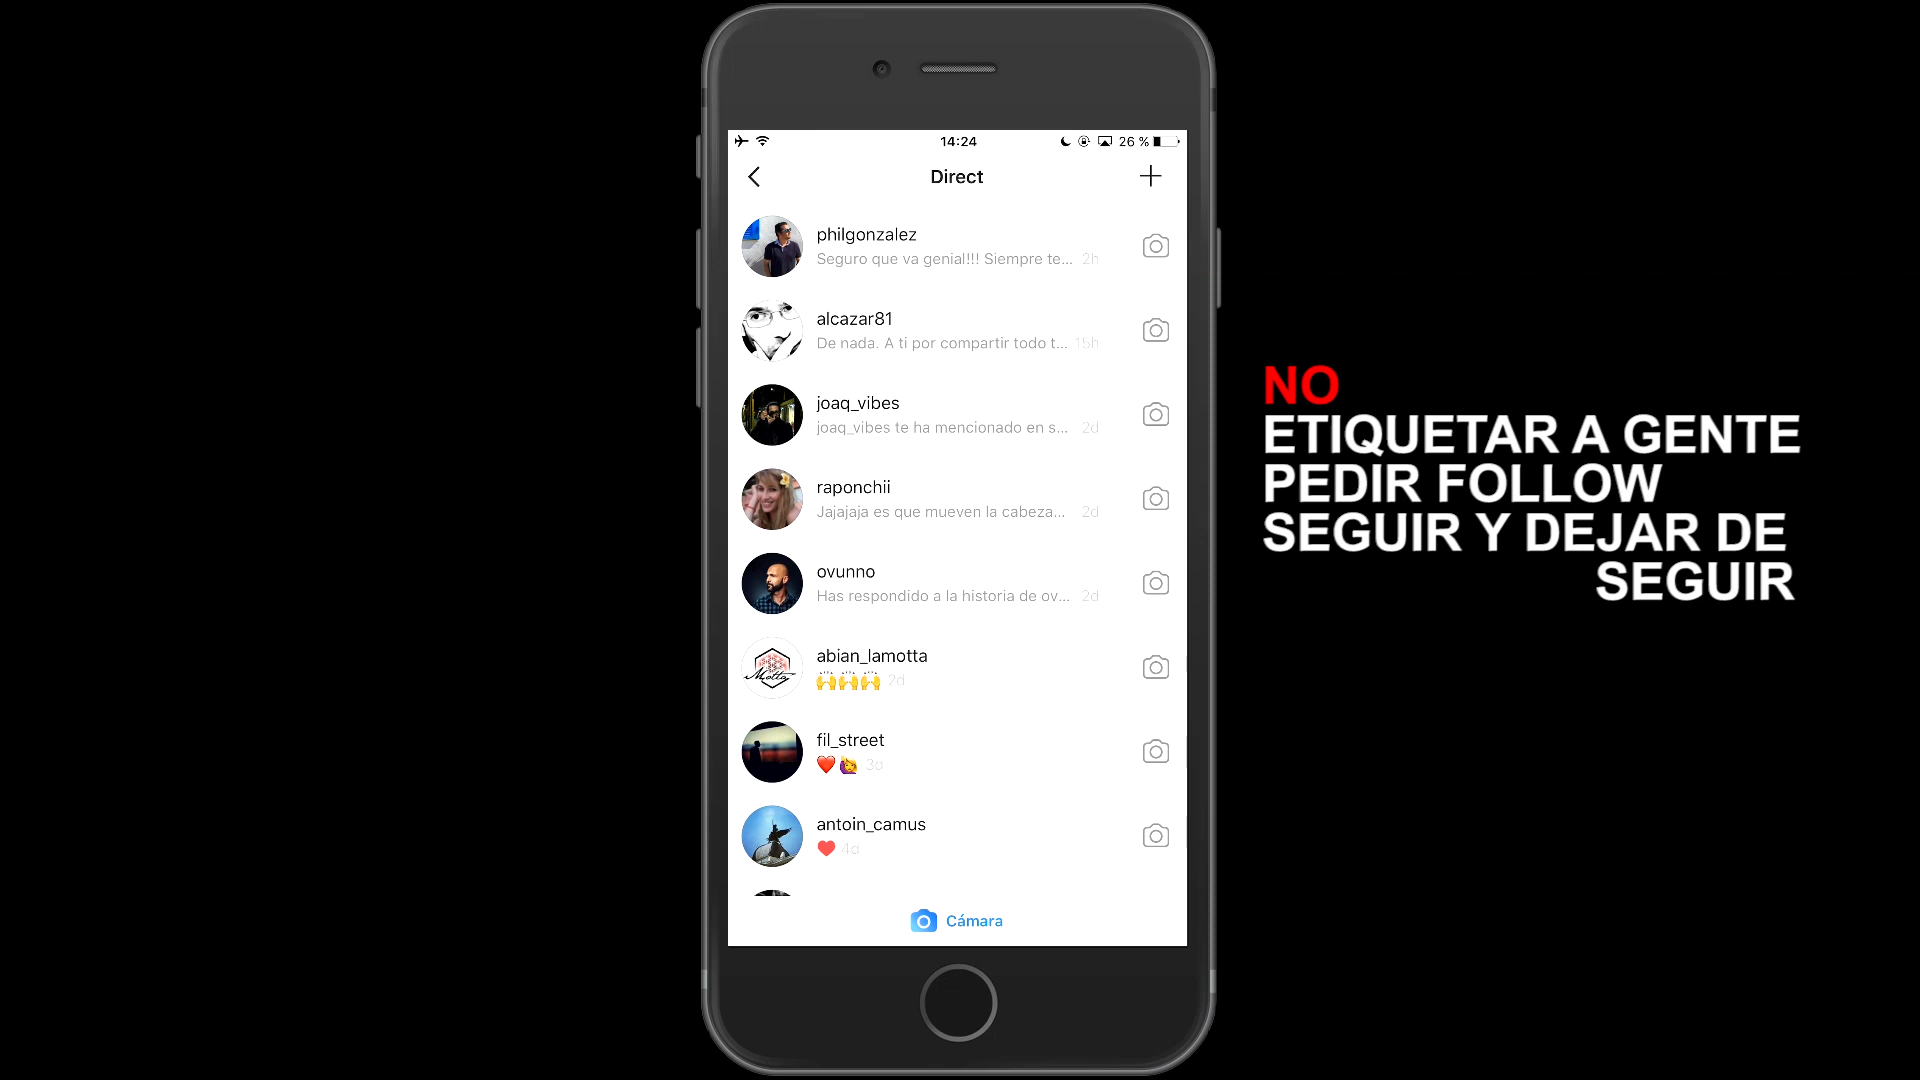 14:24
26 %
Direct
philgonzalez
Seguro que va genial!!! Siempre te... 2h
alcazar81
De nada. A ti por compartir todo t... 15h
joaq_vibes
joaq_vibes te ha mencionado en s... 2d
raponchii
Jajajaja es que mueven la cabeza... 2d
ovunno
Has respondido a la historia de ov... 2d
abian_lamotta
Motta
🙌🙌🙌 2d
fil_street
❤️🙋 3d
antoin_camus
❤️ 4d
Cámara
NO
ETIQUETAR A GENTE
PEDIR FOLLOW
SEGUIR Y DEJAR DE
SEGUIR